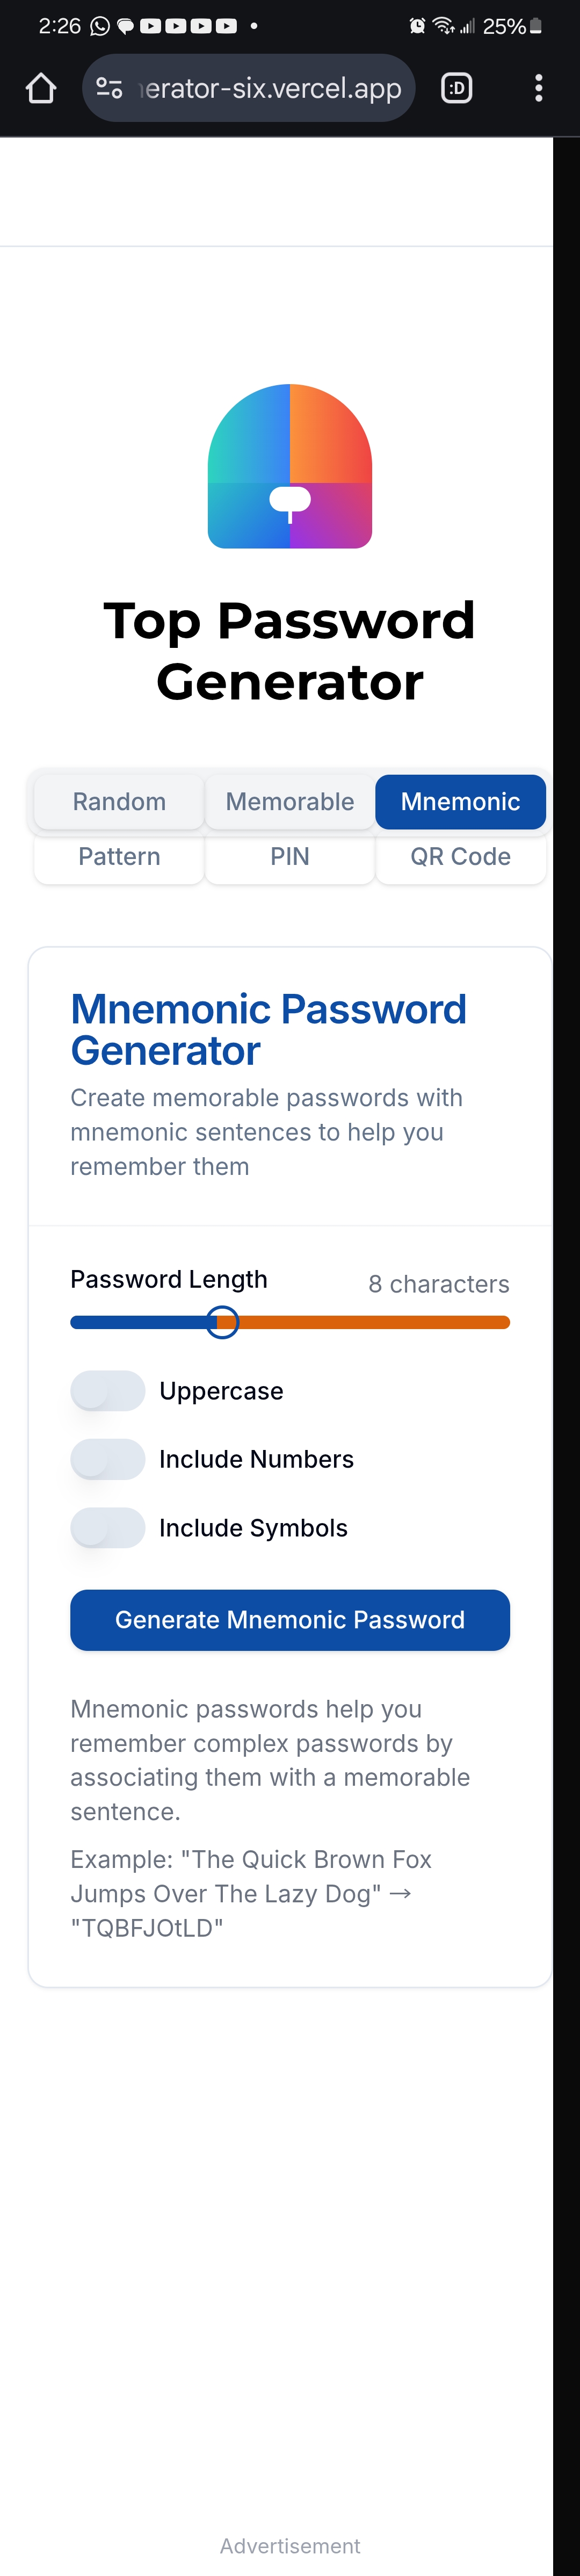 2:26
25%
erator-six.vercel.app
:D
Top Password
Generator
Random
Memorable
Mnemonic
Pattern
PIN
QR Code
Mnemonic Password
Generator
Create memorable passwords with
mnemonic sentences to help you
remember them
Password Length
8 characters
Uppercase
Include Numbers
Include Symbols
Generate Mnemonic Password
Mnemonic passwords help you
remember complex passwords by
associating them with a memorable
sentence.
Example: "The Quick Brown Fox
Jumps Over The Lazy Dog" →
"TQBFJOtLD"
Advertisement